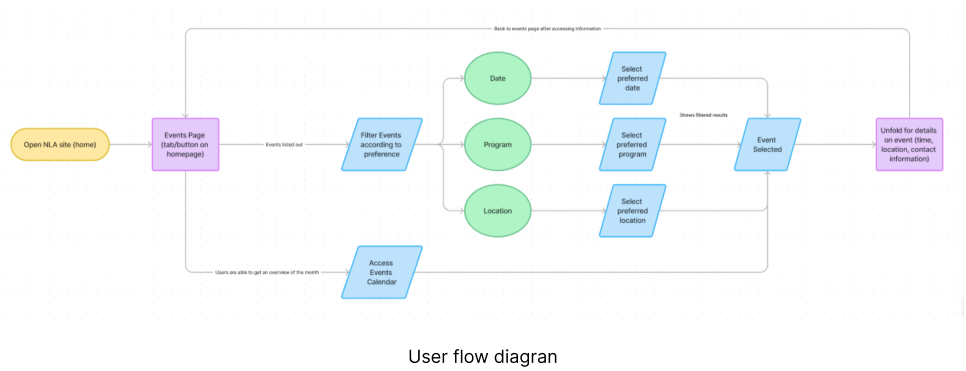 Back to events page after accessing information
Date
Select
preferred
date
Shows filtered results
Open NLA site (home)
Events Page
(tab/button on
homepage)
Events listed out
Filter Events
according to
preference
Program
Select
preferred
program
Event
Selected
Unfold for details
on event (time,
location, contact
information)
Location
Select
preferred
location
Users are able to get an overview of the month
Access
Events
Calendar
User flow diagran